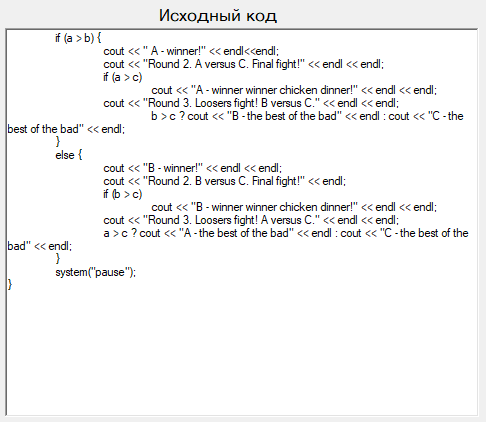 Исходный код
if (a > b) {
cout << " A - winner!" << endl<<endl;
cout << "Round 2. A versus C. Final fight!" << endl << endl;
if (a > c)
cout << "A - winner winner chicken dinner!" << endl << endl;
cout << "Round 3. Loosers fight! B versus C." << endl << endl;
b > c ? cout << "B - the best of the bad" << endl : cout << "C - the
best of the bad" << endl;
}
else {
cout << "B - winner!" << endl << endl;
cout << "Round 2. B versus C. Final fight!" << endl;
if (b > c)
cout << "B - winner winner chicken dinner!" << endl << endl;
cout << "Round 3. Loosers fight! A versus C." << endl << endl;
a > c ? cout << "A - the best of the bad" << endl : cout << "C - the best of the
bad" << endl;
}
system("pause");
}